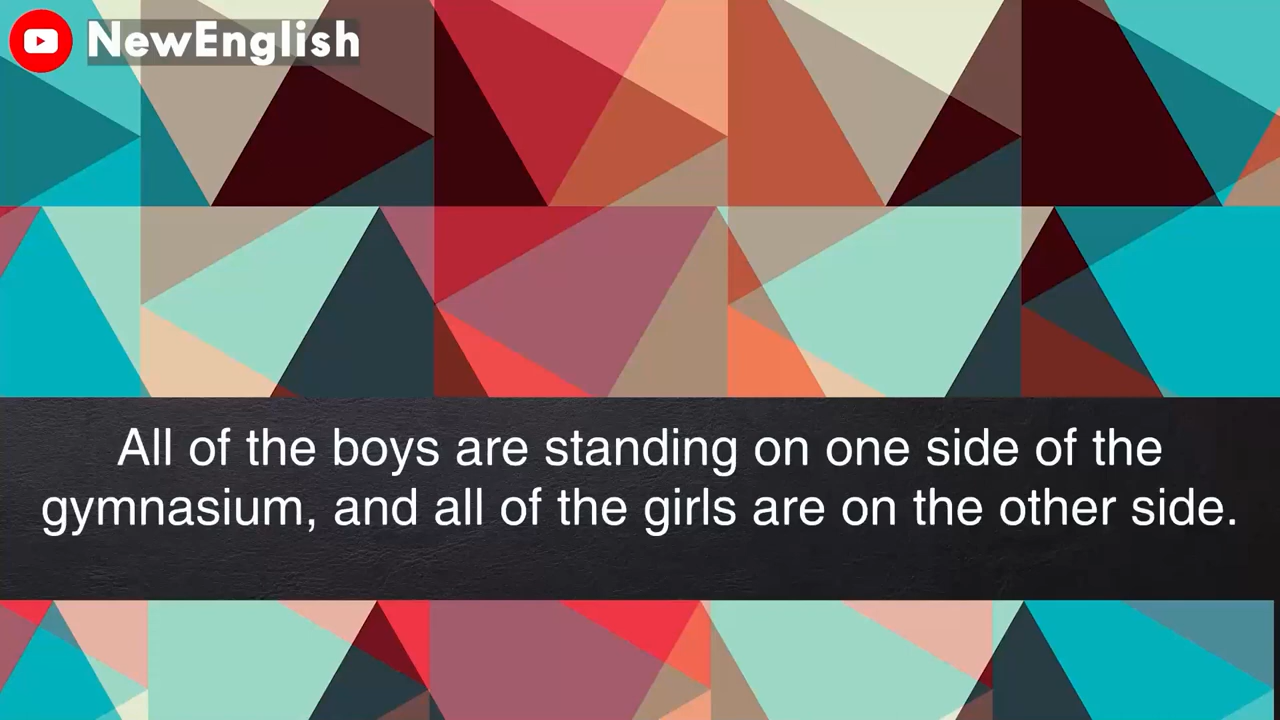 NewEnglish
All of the boys are standing on one side of the
gymnasium, and all of the girls are on the other side.